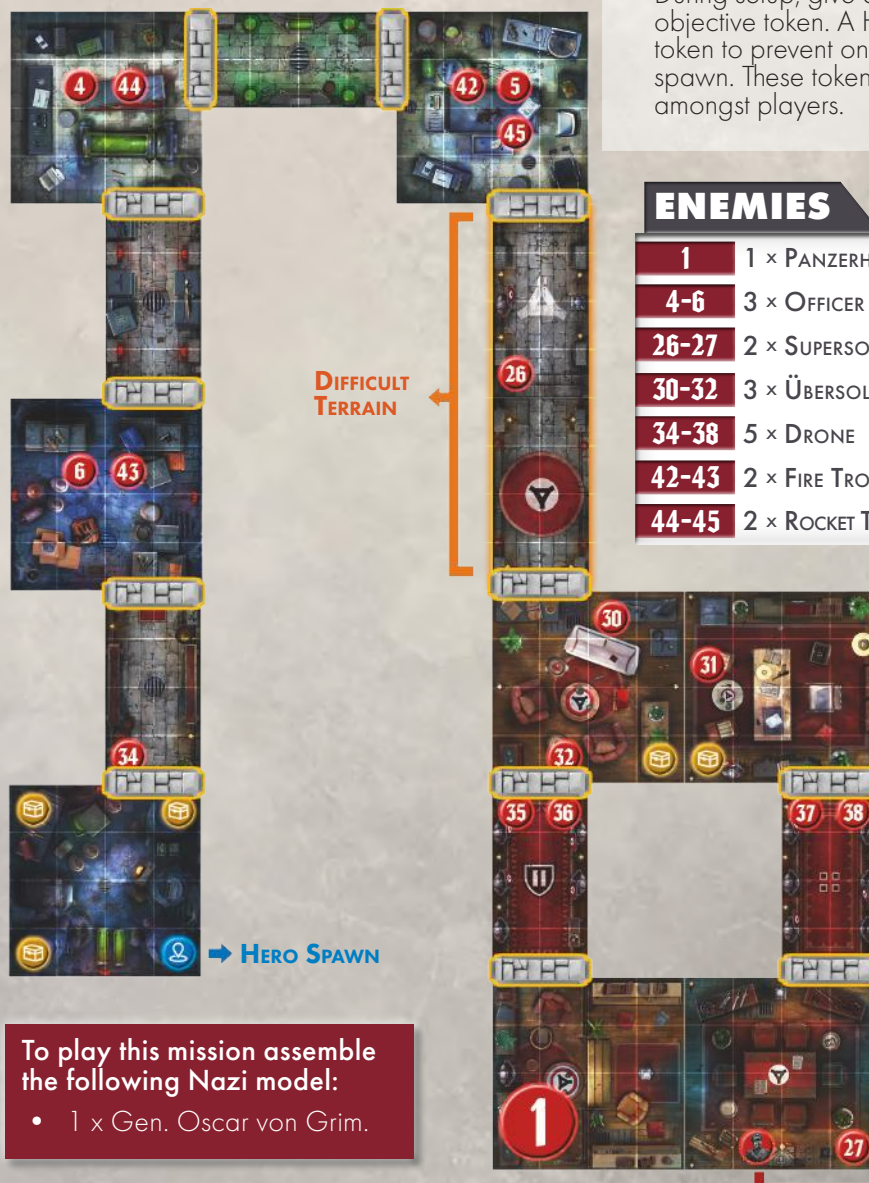 During setup, give
objective token. A
token to prevent on
spawn. These token
amongst players.
ENEMIES
1 1 × PANZERH
4-6 3 × OFFICER
26-27 2 × SUPERSO
30-32 3 × ÜBERSOL
34-38 5 × DRONE
42-43 2 × FIRE TRO
44-45 2 × ROCKET T
4 44
42 5
45
DIFFICULT
TERRAIN
26
6 43
30
31
34
32
35 36
37 38
HERO SPAWN
1
27
To play this mission assemble
the following Nazi model:
• 1 x Gen. Oscar von Grim.